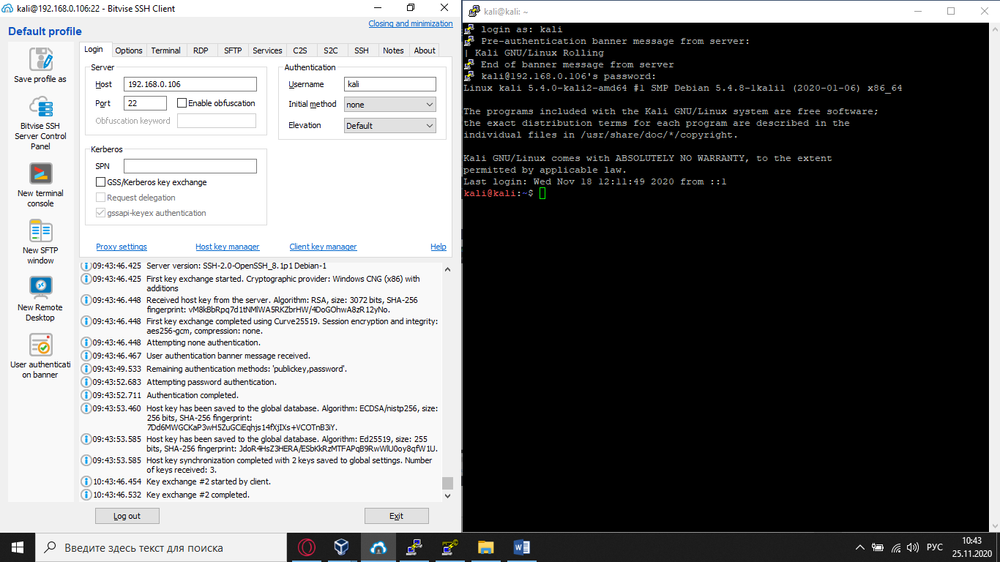 kali@192.168.0.106:22 - Bitvise SSH Client
Default profile
Closing and minimization
Save profile as
Bitvise SSH
Server Control
Panel
New terminal
console
New SFTP
window
New Remote
Desktop
User authenticati
on banner
Login Options Terminal RDP SFTP Services C2S S2C SSH Notes About
Server
Host 192.168.0.106
Port 22 Enable obfuscation
Obfuscation keyword
Authentication
Username kali
Initial method none
Elevation Default
Kerberos
SPN
GSS/Kerberos key exchange
Request delegation
gssapi-keyex authentication
Proxy settings Host key manager Client key manager Help
09:43:46.425 Server version: SSH-2.0-OpenSSH_8.1p1 Debian-1
09:43:46.425 First key exchange started. Cryptographic provider: Windows CNG (x86) with
additions
09:43:46.448 Received host key from the server. Algorithm: RSA, size: 3072 bits, SHA-256
fingerprint: vM8kBbRpq7d1tNMlWA5RKZbrHW/4DoGOhwA8zR12yNo.
09:43:46.448 First key exchange completed using Curve25519. Session encryption and integrity:
aes256-gcm, compression: none.
09:43:46.448 Attempting none authentication.
09:43:46.467 User authentication banner message received.
09:43:49.533 Remaining authentication methods: 'publickey,password'.
09:43:52.683 Attempting password authentication.
09:43:52.711 Authentication completed.
09:43:53.460 Host key has been saved to the global database. Algorithm: ECDSA/nistp256, size:
256 bits, SHA-256 fingerprint:
7Dd6MWGCKaP3wH5ZuGCiEqhjs14fXjIXs+VCOTnB3iY.
09:43:53.585 Host key has been saved to the global database. Algorithm: Ed25519, size: 255
bits, SHA-256 fingerprint: JdoR4HsZ3HERA/ESbKkRzMTFAPqB9RwWlU0oy8qfW1U.
09:43:53.585 Host key synchronization completed with 2 keys saved to global settings. Number
of keys received: 3.
10:43:46.454 Key exchange #2 started by client.
10:43:46.532 Key exchange #2 completed.
Log out Exit
kali@kali: ~
login as: kali
Pre-authentication banner message from server:
| Kali GNU/Linux Rolling
End of banner message from server
kali@192.168.0.106's password:
Linux kali 5.4.0-kali2-amd64 #1 SMP Debian 5.4.8-1kali1 (2020-01-06) x86_64
The programs included with the Kali GNU/Linux system are free software;
the exact distribution terms for each program are described in the
individual files in /usr/share/doc/*/copyright.
Kali GNU/Linux comes with ABSOLUTELY NO WARRANTY, to the extent
permitted by applicable law.
Last login: Wed Nov 18 12:11:49 2020 from ::1
kali@kali:~$
Введите здесь текст для поиска
РУС
10:43
25.11.2020